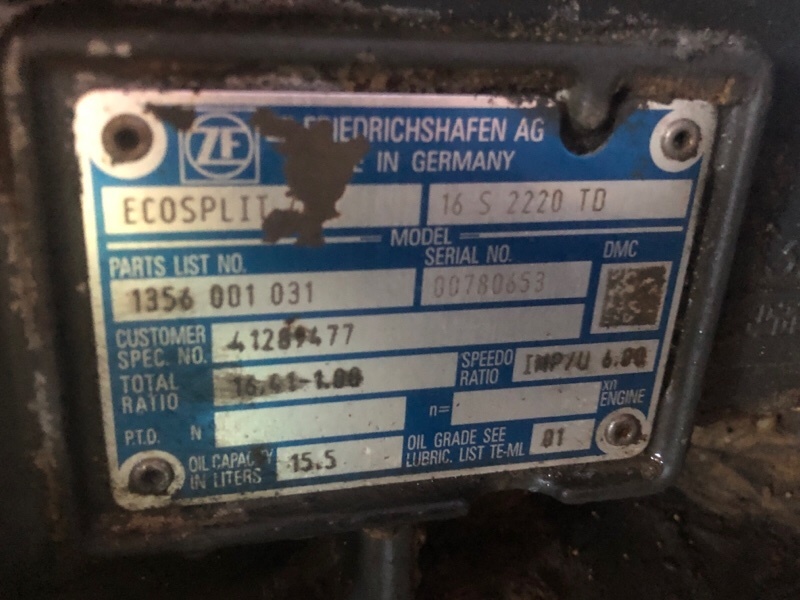 ZF FRIEDRICHSHAFEN AG
IN GERMANY
ECOSPLIT 16 S 2220 TD
MODEL
PARTS LIST NO. SERIAL NO. DMC
1356 001 031 00780653
CUSTOMER SPEC. NO. 41289477
TOTAL RATIO 16,41-1.00 SPEEDO RATIO IMP/U 6.00
P.T.O. N n= xn ENGINE
OIL CAPACITY IN LITERS 15.5 OIL GRADE SEE LUBRIC. LIST TE-ML 01